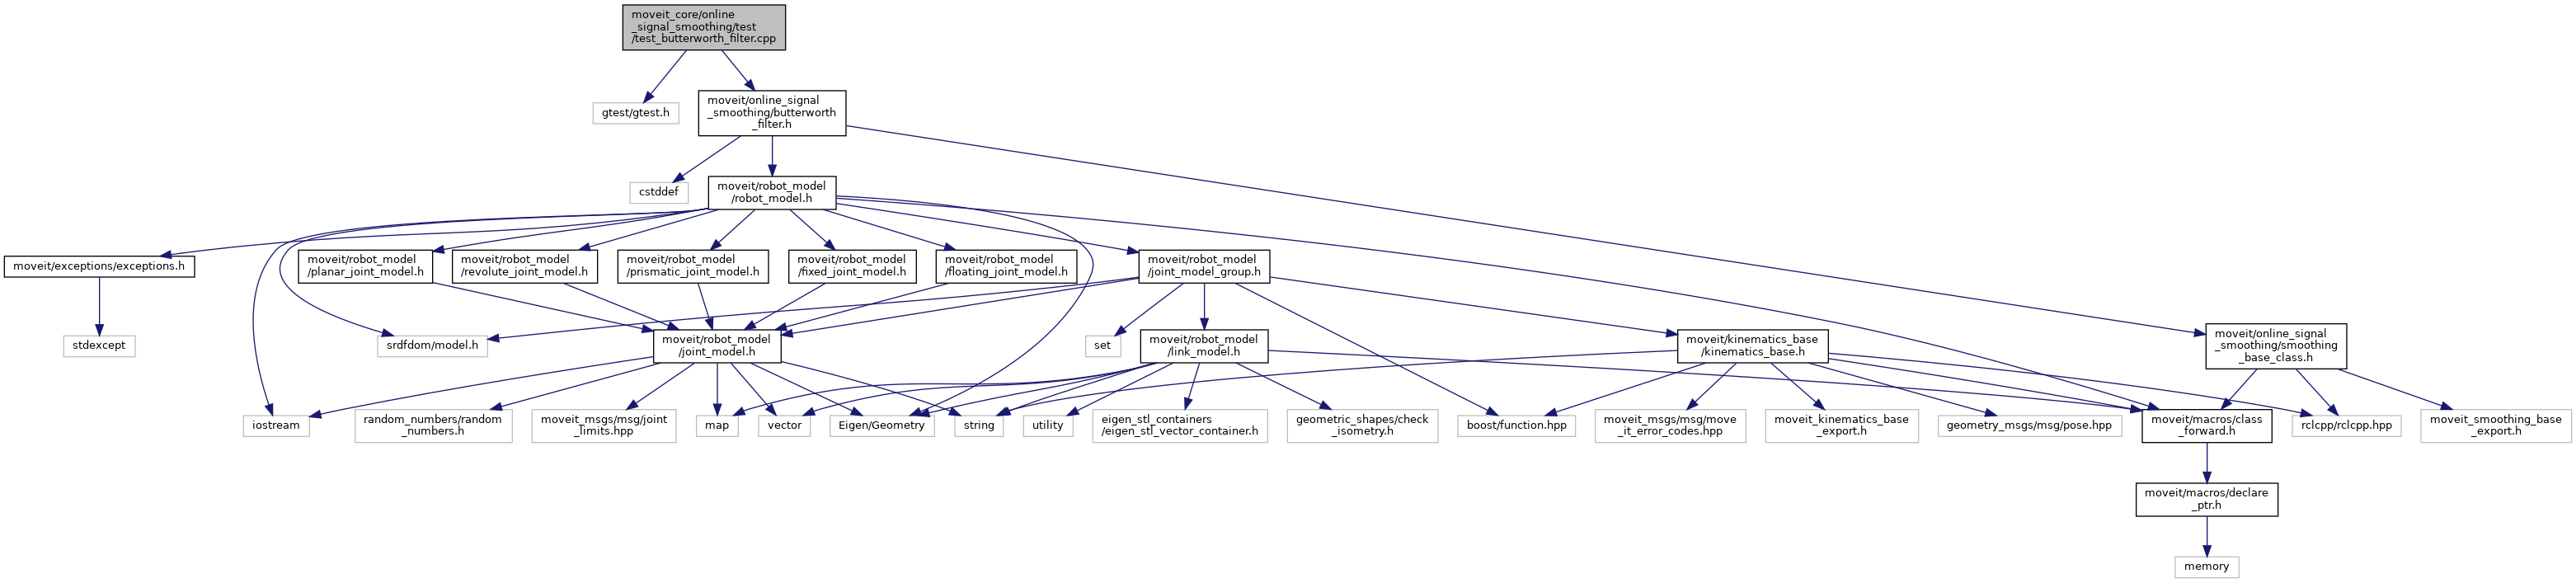 moveit_core/online
_signal_smoothing/test
/test_butterworth_filter.cpp
gtest/gtest.h
moveit/online_signal
_smoothing/butterworth
_filter.h
cstddef
moveit/robot_model
/robot_model.h
moveit/exceptions/exceptions.h
moveit/robot_model
/planar_joint_model.h
moveit/robot_model
/revolute_joint_model.h
moveit/robot_model
/prismatic_joint_model.h
moveit/robot_model
/fixed_joint_model.h
moveit/robot_model
/floating_joint_model.h
moveit/robot_model
/joint_model_group.h
stdexcept
srdfdom/model.h
moveit/robot_model
/joint_model.h
set
moveit/robot_model
/link_model.h
moveit/kinematics_base
/kinematics_base.h
moveit/online_signal
_smoothing/smoothing
_base_class.h
iostream
random_numbers/random
_numbers.h
moveit_msgs/msg/joint
_limits.hpp
map
vector
Eigen/Geometry
string
utility
eigen_stl_containers
/eigen_stl_vector_container.h
geometric_shapes/check
_isometry.h
boost/function.hpp
moveit_msgs/msg/move
_it_error_codes.hpp
moveit_kinematics_base
_export.h
geometry_msgs/msg/pose.hpp
moveit/macros/class
_forward.h
rclcpp/rclcpp.hpp
moveit_smoothing_base
_export.h
moveit/macros/declare
_ptr.h
memory